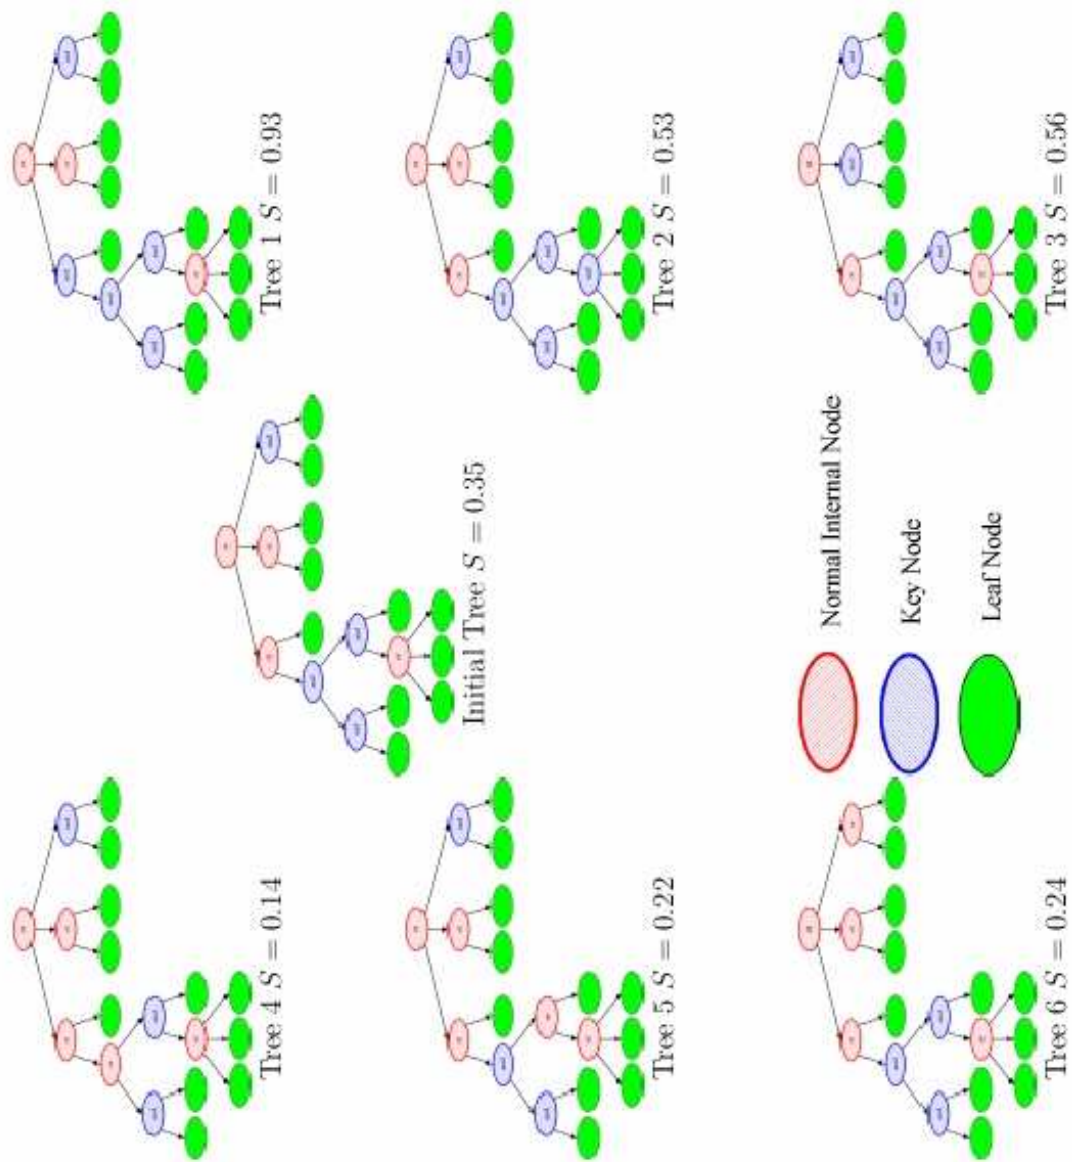 Tree 1 S = 0.93
Tree 2 S = 0.53
Tree 3 S = 0.56
Initial Tree S = 0.35
Normal Internal Node
Key Node
Leaf Node
Tree 4 S = 0.14
Tree 5 S = 0.22
Tree 6 S = 0.24